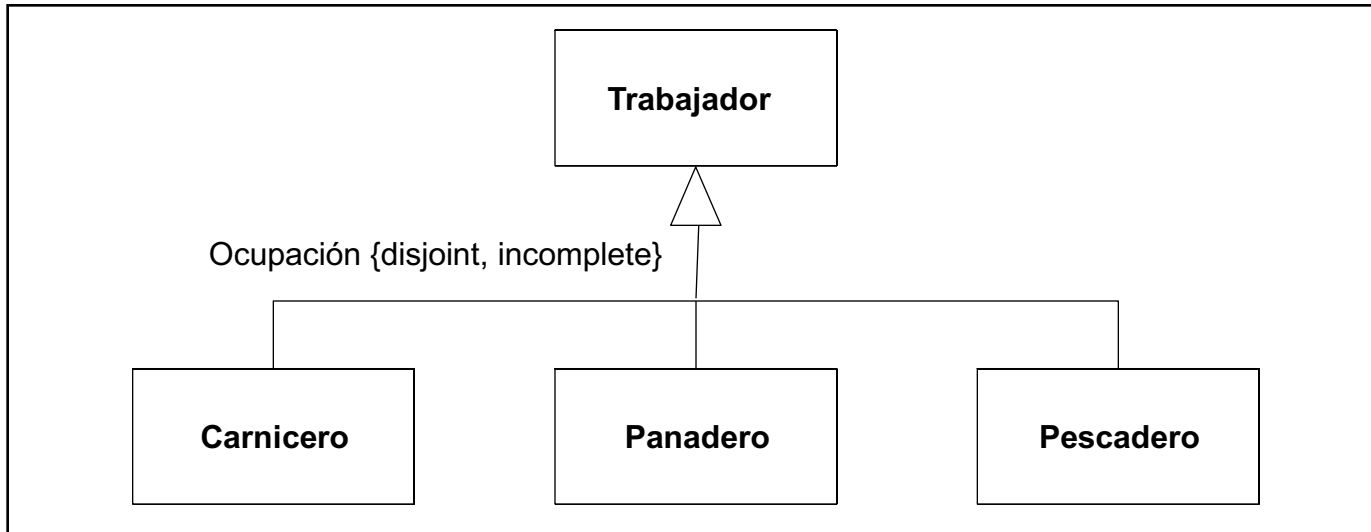 Trabajador
Ocupación {disjoint, incomplete}
Carnicero
Panadero
Pescadero